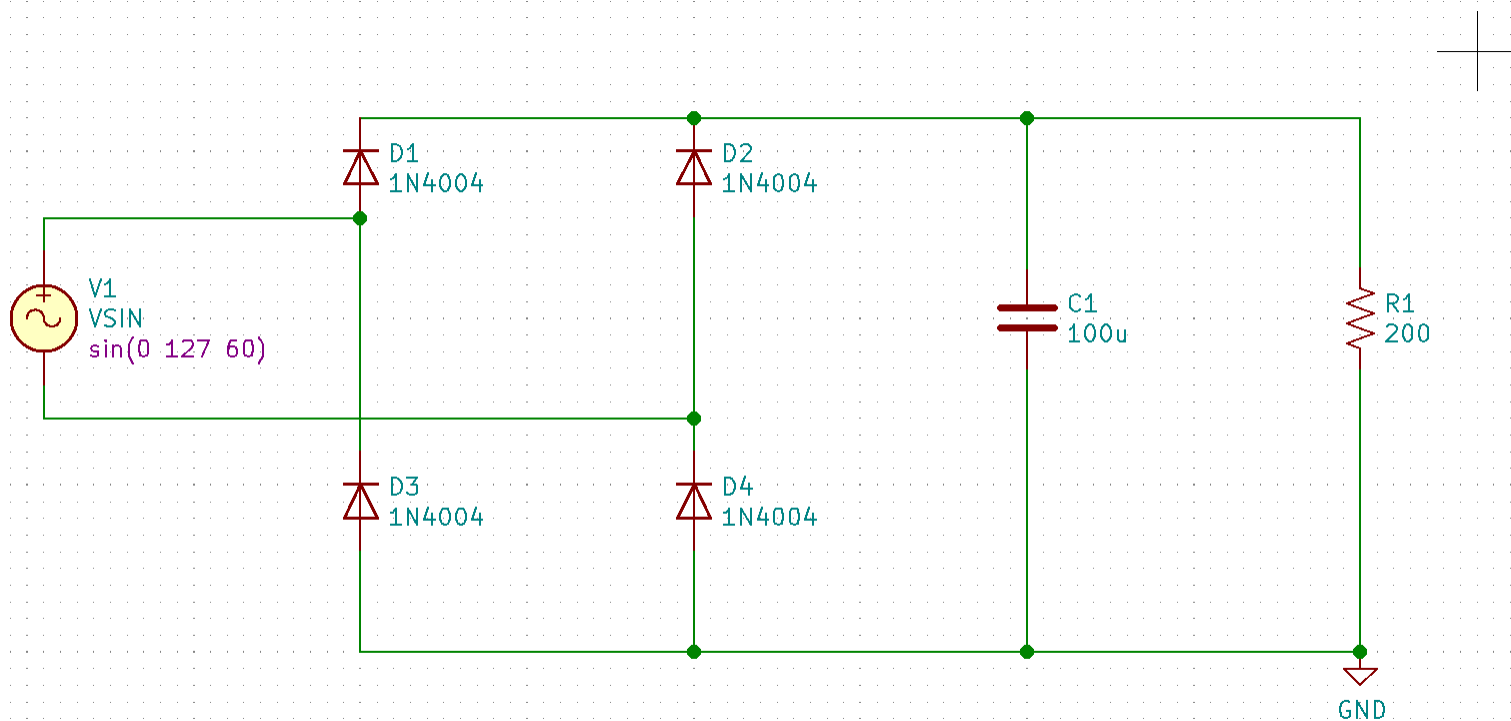 D1
1N4004
D2
1N4004
V1
VSIN
sin(0 127 60)
C1
100u
R1
200
D3
1N4004
D4
1N4004
GND